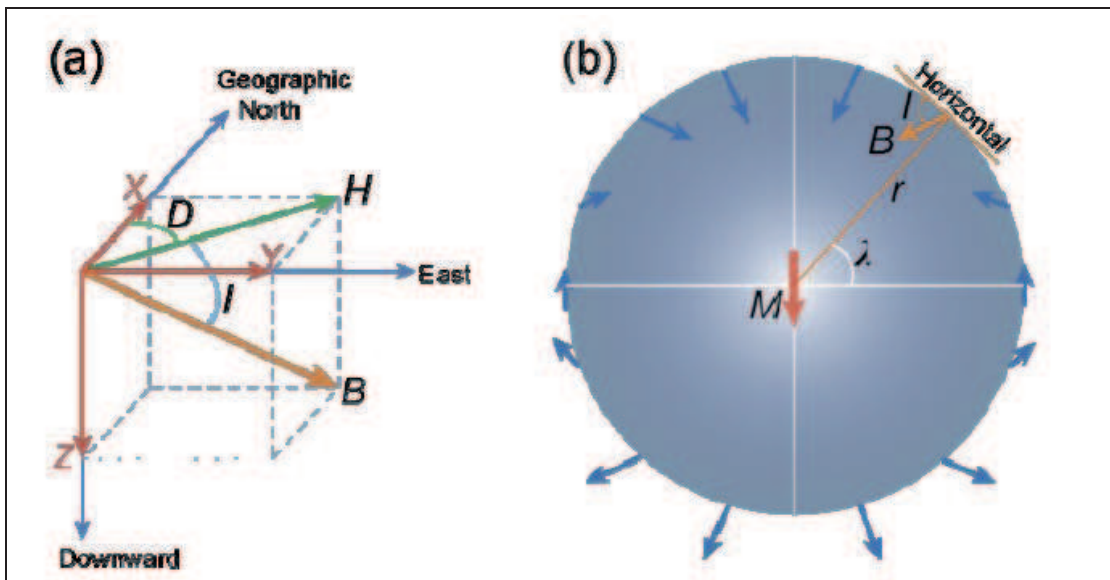 (a)
Geographic
North
X
D
H
Y
East
I
B
Z
Downward
(b)
Horizontal
I
B
r
λ
M